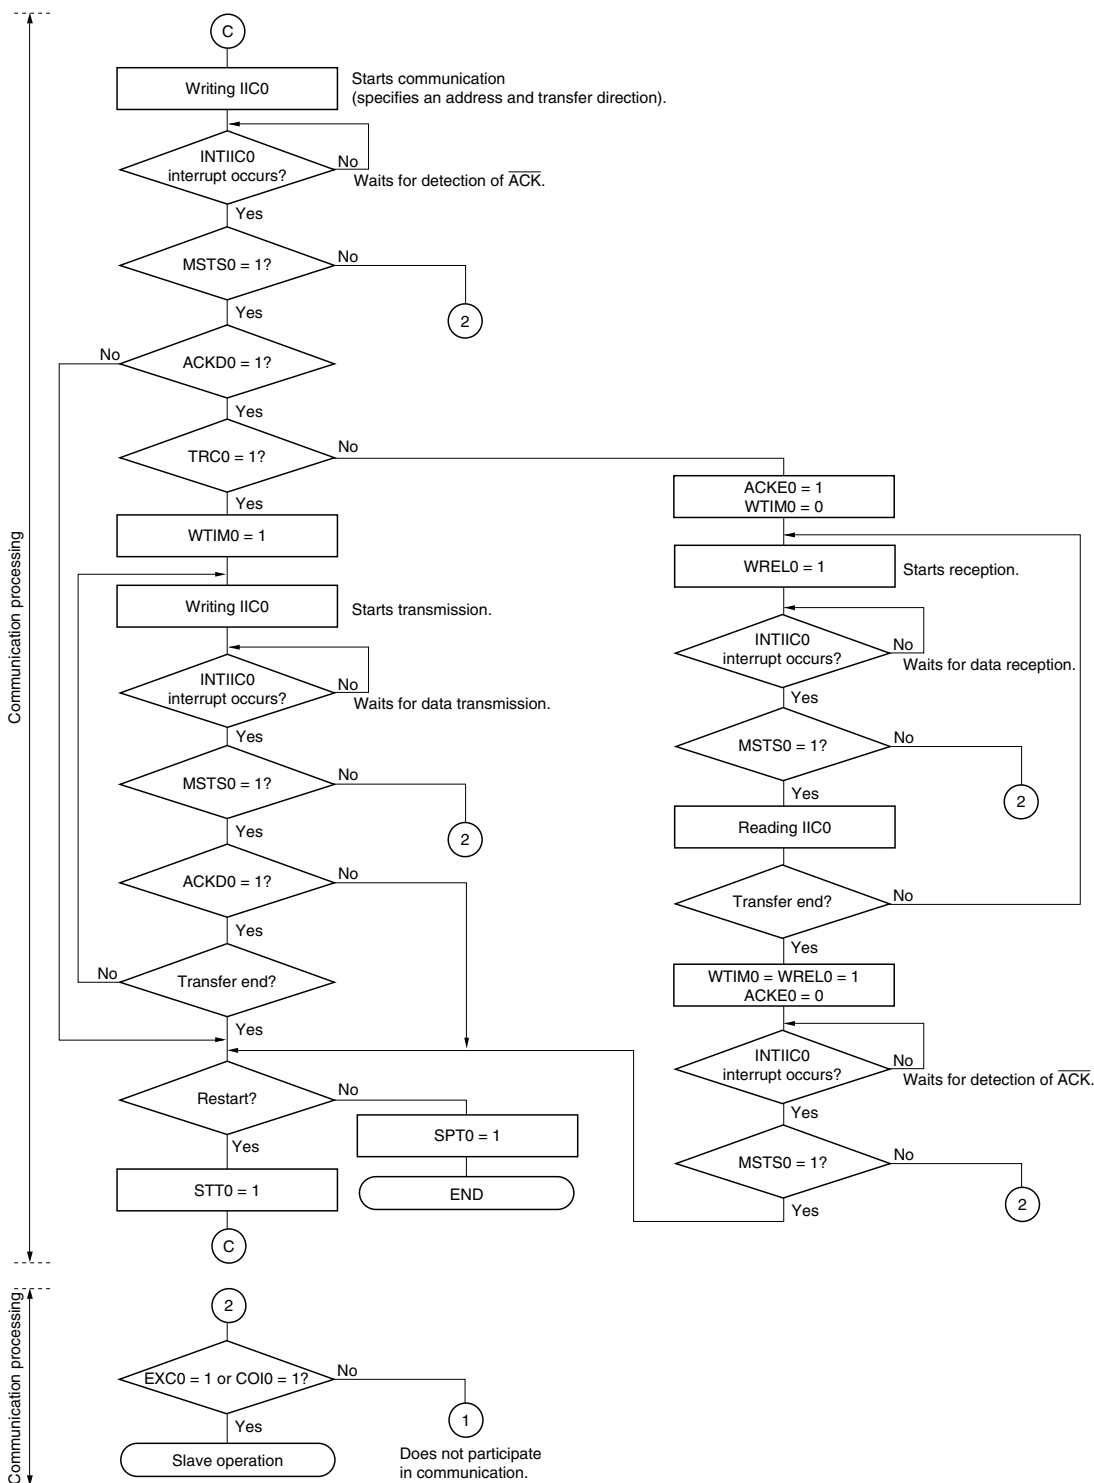 C
Writing IIC0
Starts communication
(specifies an address and transfer direction).
INTIIC0
interrupt occurs?
No
Waits for detection of ACK.
Yes
MSTS0 = 1?
No
2
Yes
ACKD0 = 1?
No
Yes
TRC0 = 1?
No
Yes
WTIM0 = 1
Writing IIC0
Starts transmission.
INTIIC0
interrupt occurs?
No
Waits for data transmission.
Yes
MSTS0 = 1?
No
2
Yes
ACKD0 = 1?
No
Yes
Transfer end?
No
Yes
Restart?
No
SPT0 = 1
END
Yes
STT0 = 1
C
ACKE0 = 1
WTIM0 = 0
WREL0 = 1
Starts reception.
INTIIC0
interrupt occurs?
No
Waits for data reception.
Yes
MSTS0 = 1?
No
2
Yes
Reading IIC0
Transfer end?
No
Yes
WTIM0 = WREL0 = 1
ACKE0 = 0
INTIIC0
interrupt occurs?
No
Waits for detection of ACK.
Yes
MSTS0 = 1?
No
2
Yes
Communication processing
2
EXC0 = 1 or COI0 = 1?
No
1
Does not participate
in communication.
Yes
Slave operation
Communication processing